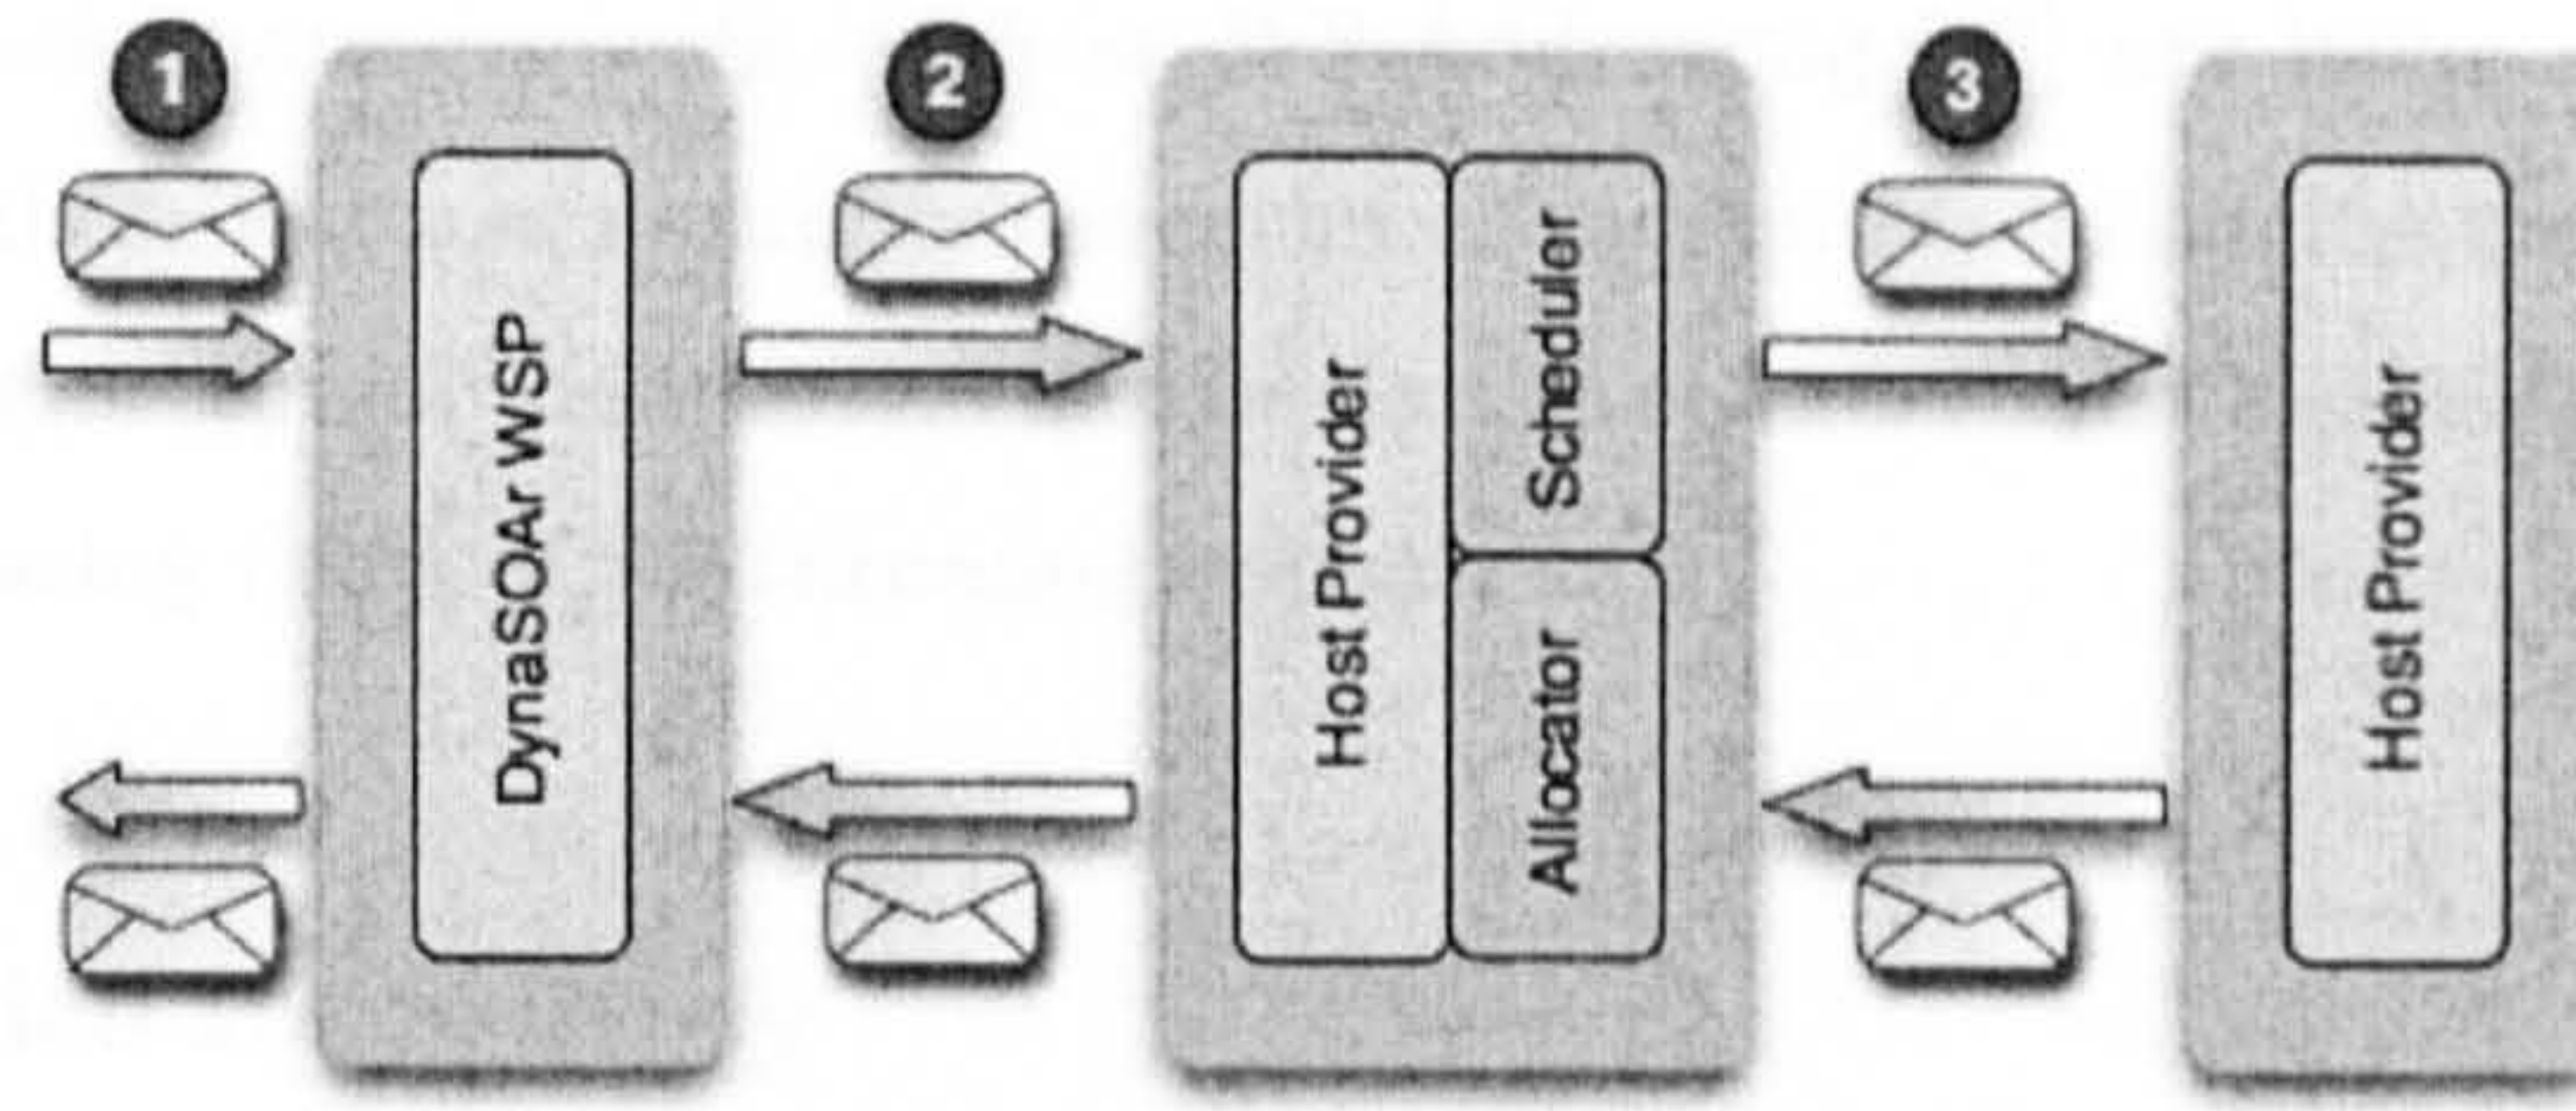 1
2
3
DynaSOAr WSP
Host Provider
Scheduler
Allocator
Host Provider